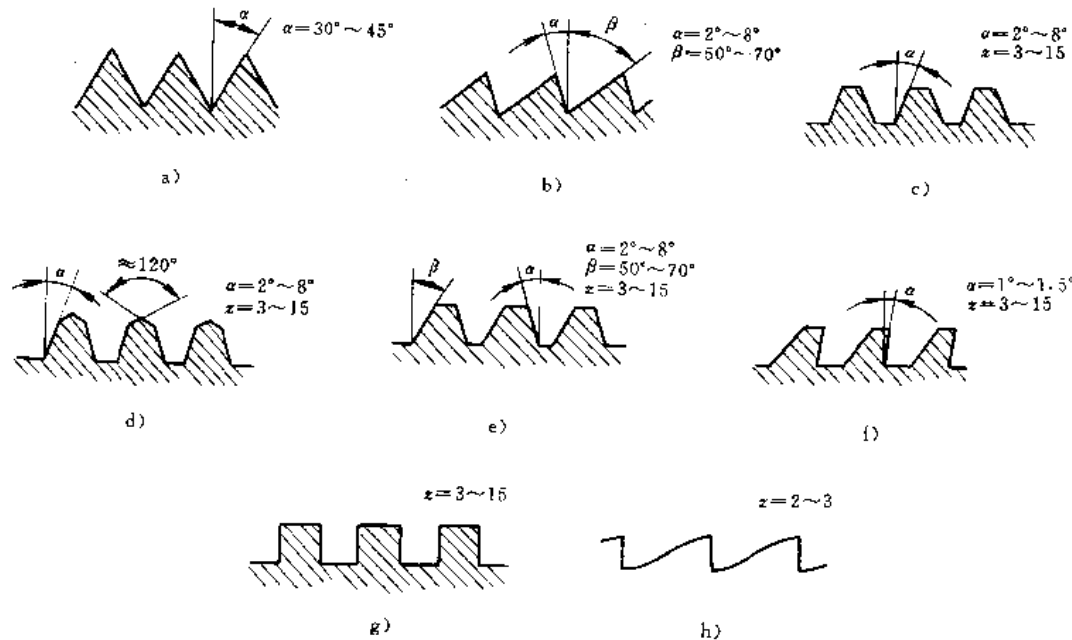 α
α=30°～45°
a)
α
β
α=2°～8°
β=50°～70°
b)
α
α=2°～8°
z=3～15
c)
α
≈120°
α=2°～8°
z=3～15
d)
β
α
α=2°～8°
β=50°～70°
z=3～15
e)
α
α=1°～1.5°
z=3～15
f)
z=3～15
g)
z=2～3
h)